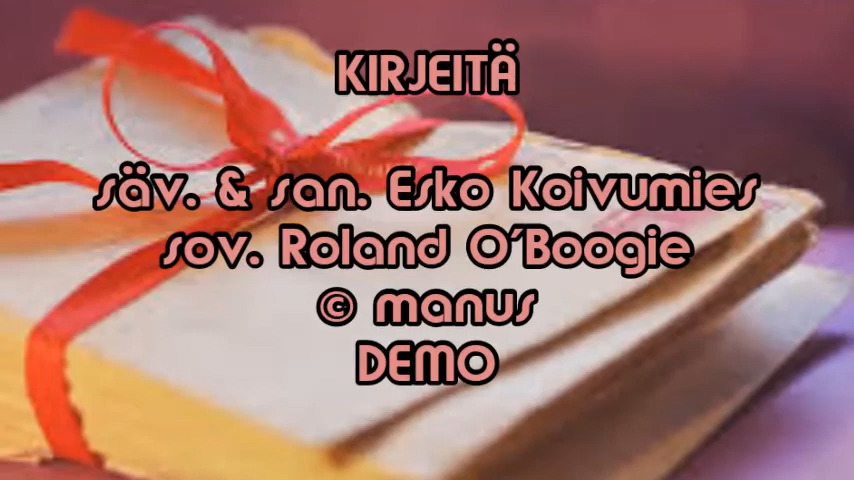 KIRJEITÄ
säv. & san. Esko Koivumies
sov. Roland O'Boogie
© manus
DEMO